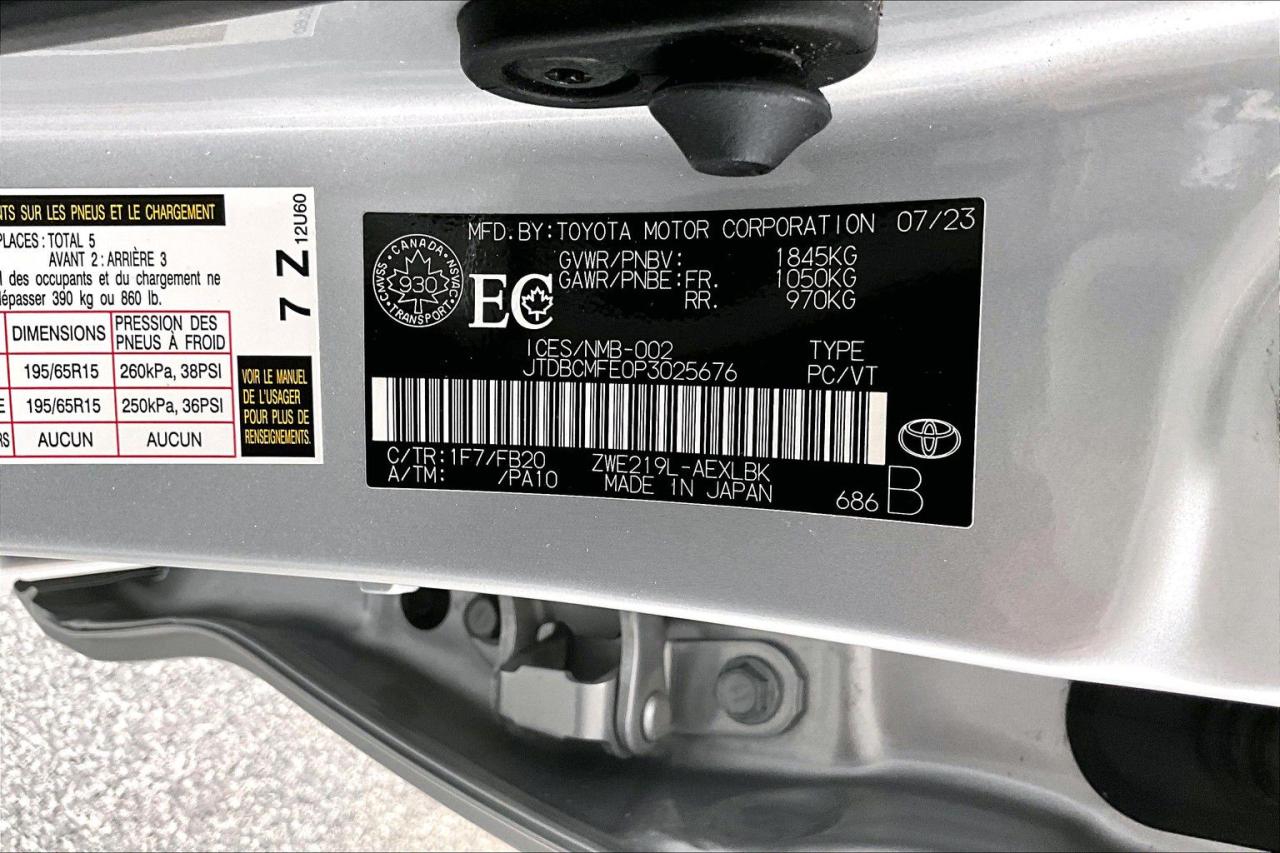 NTS SUR LES PNEUS ET LE CHARGEMENT
PLACES : TOTAL 5
AVANT 2 : ARRIÈRE 3
des occupants et du chargement ne
dépasser 390 kg ou 860 lb.
DIMENSIONS
PRESSION DES PNEUS À FROID
195/65R15
260kPa, 38PSI
195/65R15
250kPa, 36PSI
AUCUN
AUCUN
7 Z
12U60
VOIR LE MANUEL
DE L'USAGER
POUR PLUS DE
RENSEIGNEMENTS.
MFD.BY:TOYOTA MOTOR CORPORATION 07/23
GVWR/PNBV: 1845KG
GAWR/PNBE:FR. 1050KG
RR. 970KG
CANADA
CMVSS 930 NSVAC
TRANSPORT
EC
ICES/NMB-002
JTDBCMFE0P3025676
TYPE
PC/VT
C/TR:1F7/FB20 ZWE219L-AEXLBK
A/TM: /PA10 MADE IN JAPAN
686 B